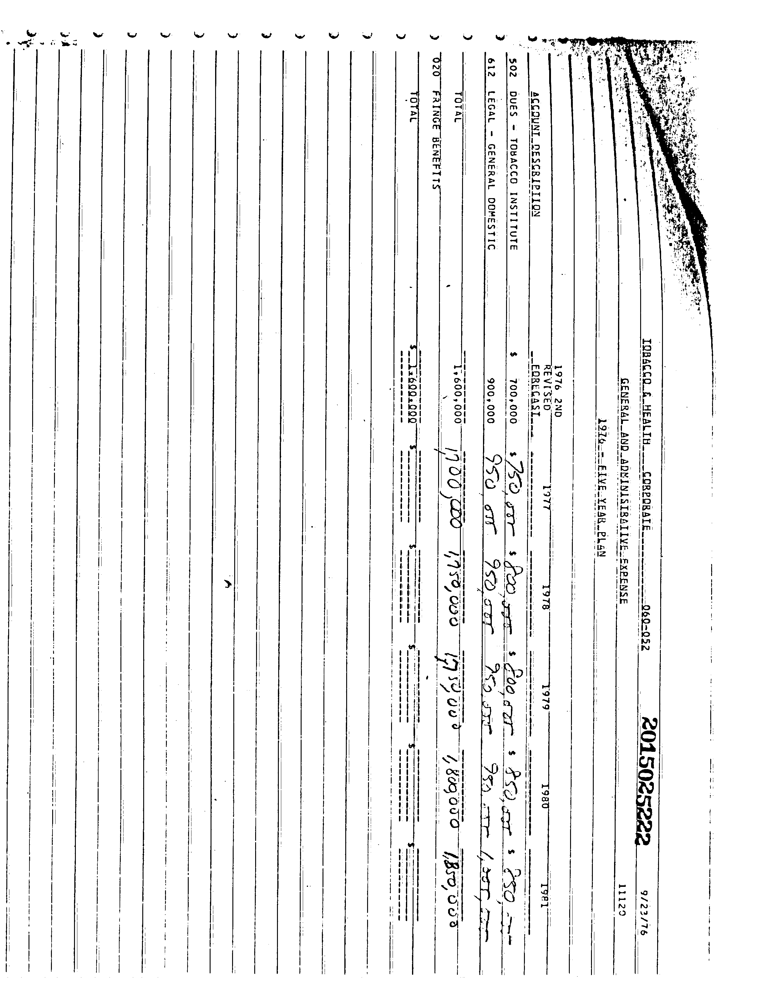 TOBACCO & HEALTH CORPORATE 060-052 2015025222 9/23/76
GENERAL AND ADMINISTRATIVE EXPENSE 11120
1976 - FIVE YEAR PLAN
1976 2ND
REVISED
ACCOUNT DESCRIPTION FORECAST 1977 1978 1979 1980 1981
502 DUES - TOBACCO INSTITUTE $ 700,000 $ 750,000 $ 800,000 $ 800,000 $ 850,000 $ 850,
612 LEGAL - GENERAL DOMESTIC 900,000 950,000 950,000 950,000 950,000 1,000,
TOTAL 1,600,000 1700,000 1,750,000 1,750,000 1,800,000 1,850,000
020 FRINGE BENEFITS
TOTAL $ 1,600,000 $ $ $ $ $